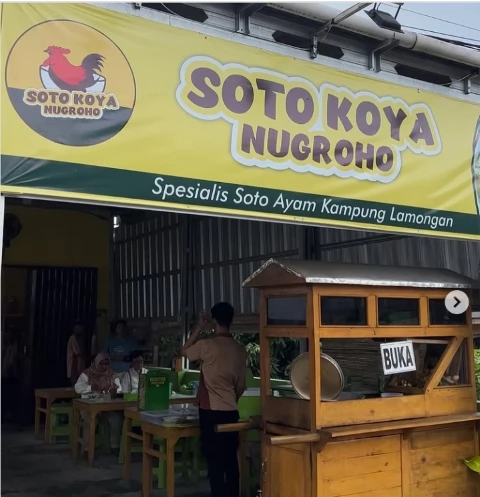 SOTO KOYA
NUGROHO
SOTO KOYA
NUGROHO
Spesialis Soto Ayam Kampung Lamongan
BUKA